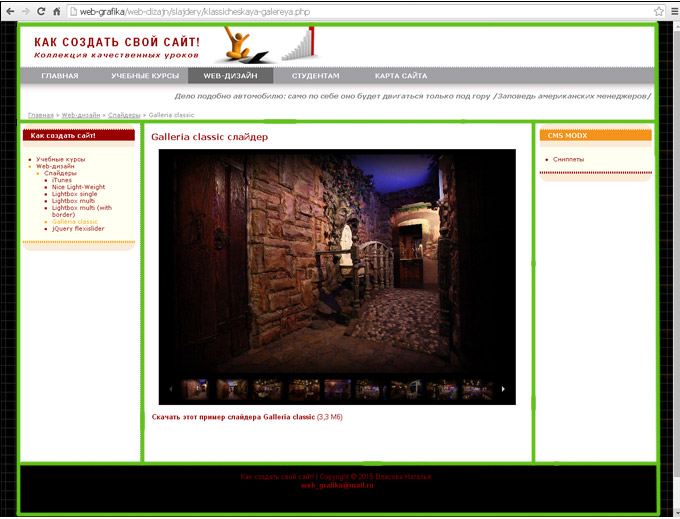 web-grafika/web-dizajn/slajdery/klassicheskaya-galereya.php
КАК СОЗДАТЬ СВОЙ САЙТ!
Коллекция качественных уроков
ГЛАВНАЯ УЧЕБНЫЕ КУРСЫ ВЕБ-ДИЗАЙН СТУДЕНТАМ КАРТА САЙТА
Дело подобно автомобилю: само по себе оно будет двигаться только под гору /Заповедь американских менеджеров/
Главная » Web-дизайн » Слайдеры » Galleria classic
Как создать сайт!
Учебные курсы
Web-дизайн
Слайдеры
iTunes
Nice Light-Weight
Lightbox single
Lightbox multi
Lightbox multi (with
border)
Galleria classic
jQuery flexislider
Galleria classic слайдер
Скачать этот пример слайдера Galleria classic (3,3 Мб)
CMS MODX
Сниппеты
Как создать свой сайт | Copyright © 2015 Власова Наталья
web_grafika@mail.ru